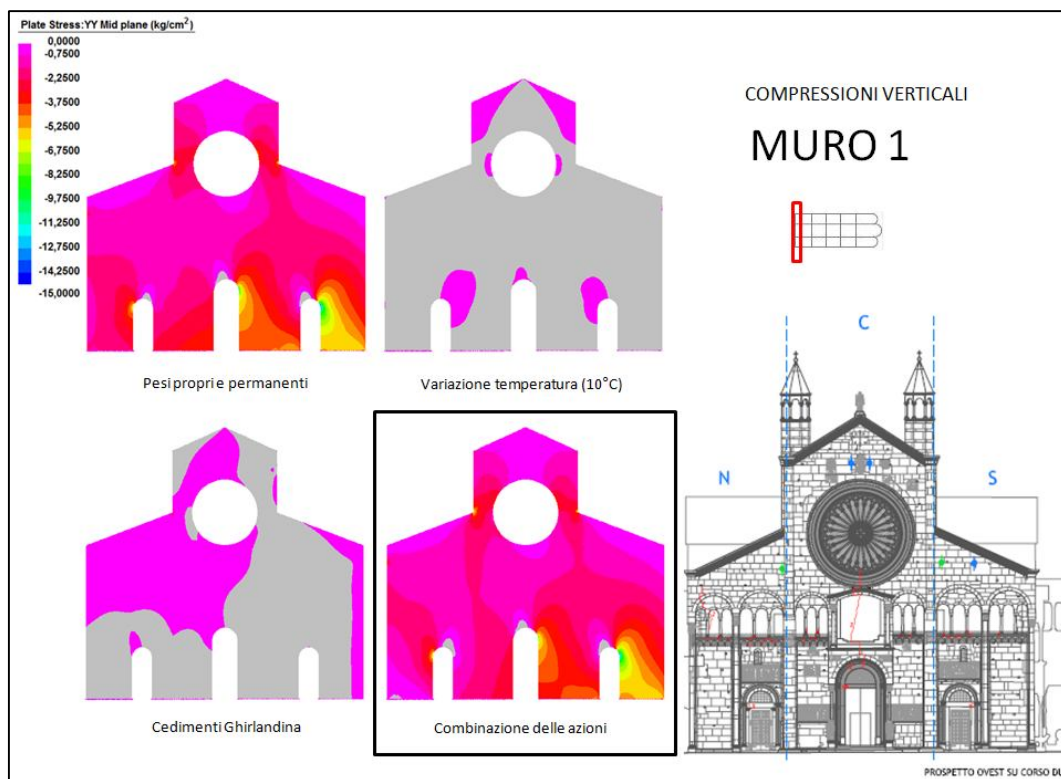 Plate Stress:YY Mid plane (kg/cm²)
0,0000
-0,7500
-2,2500
-3,7500
-5,2500
-6,7500
-8,2500
-9,7500
-11,2500
-12,7500
-14,2500
-15,0000
COMPRESSIONI VERTICALI
MURO 1
Pesi propri e permanenti
Variazione temperatura (10°C)
C
N
S
Cedimenti Ghirlandina
Combinazione delle azioni
PROSPETTO OVEST SU CORSO DU